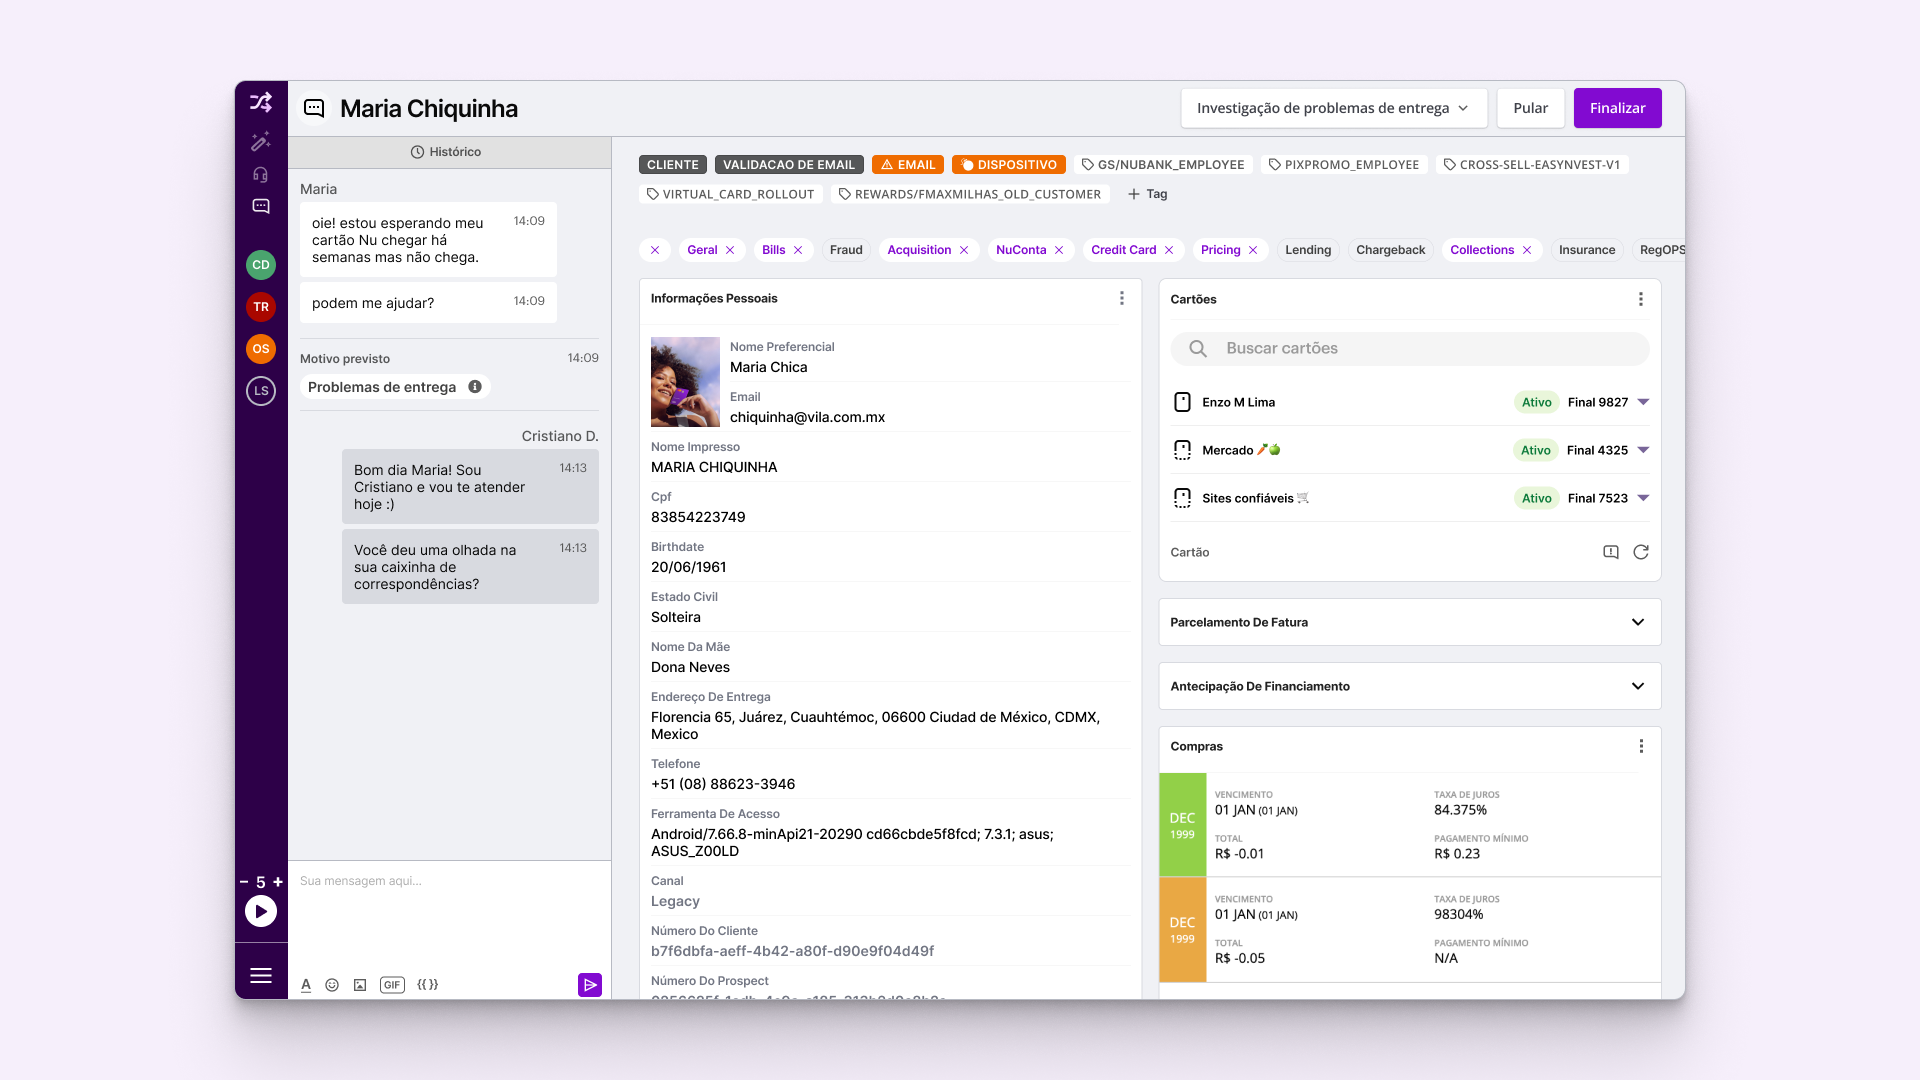 Maria Chiquinha
Investigação de problemas de entrega
Pular
Finalizar
CD
TR
OS
LS
− 5 +
Histórico
Maria
oie! estou esperando meu
cartão Nu chegar há
semanas mas não chega.
14:09
podem me ajudar?
14:09
Motivo previsto
14:09
Problemas de entrega
Cristiano D.
Bom dia Maria! Sou
Cristiano e vou te atender
hoje :)
14:13
Você deu uma olhada na
sua caixinha de
correspondências?
14:13
Sua mensagem aqui...
A
GIF
{{ }}
CLIENTE
VALIDACAO DE EMAIL
EMAIL
DISPOSITIVO
GS/NUBANK_EMPLOYEE
PIXPROMO_EMPLOYEE
CROSS-SELL-EASYNVEST-V1
VIRTUAL_CARD_ROLLOUT
REWARDS/FMAXMILHAS_OLD_CUSTOMER
+ Tag
Geral
Bills
Fraud
Acquisition
NuConta
Credit Card
Pricing
Lending
Chargeback
Collections
Insurance
RegOPS
Informações Pessoais
Nome Preferencial
Maria Chica
Email
chiquinha@vila.com.mx
Nome Impresso
MARIA CHIQUINHA
Cpf
83854223749
Birthdate
20/06/1961
Estado Civil
Solteira
Nome Da Mãe
Dona Neves
Endereço De Entrega
Florencia 65, Juárez, Cuauhtémoc, 06600 Ciudad de México, CDMX,
Mexico
Telefone
+51 (08) 88623-3946
Ferramenta De Acesso
Android/7.66.8-minApi21-20290 cd66cbde5f8fcd; 7.3.1; asus;
ASUS_Z00LD
Canal
Legacy
Número Do Cliente
b7f6dbfa-aeff-4b42-a80f-d90e9f04d49f
Número Do Prospect
Cartões
Buscar cartões
Enzo M Lima
Ativo
Final 9827
Mercado 🥕🍏
Ativo
Final 4325
Sites confiáveis 🛒
Ativo
Final 7523
Cartão
Parcelamento De Fatura
Antecipação De Financiamento
Compras
DEC
1999
VENCIMENTO
01 JAN (01 JAN)
TAXA DE JUROS
84.375%
TOTAL
R$ -0.01
PAGAMENTO MÍNIMO
R$ 0.23
DEC
1999
VENCIMENTO
01 JAN (01 JAN)
TAXA DE JUROS
98304%
TOTAL
R$ -0.05
PAGAMENTO MÍNIMO
N/A